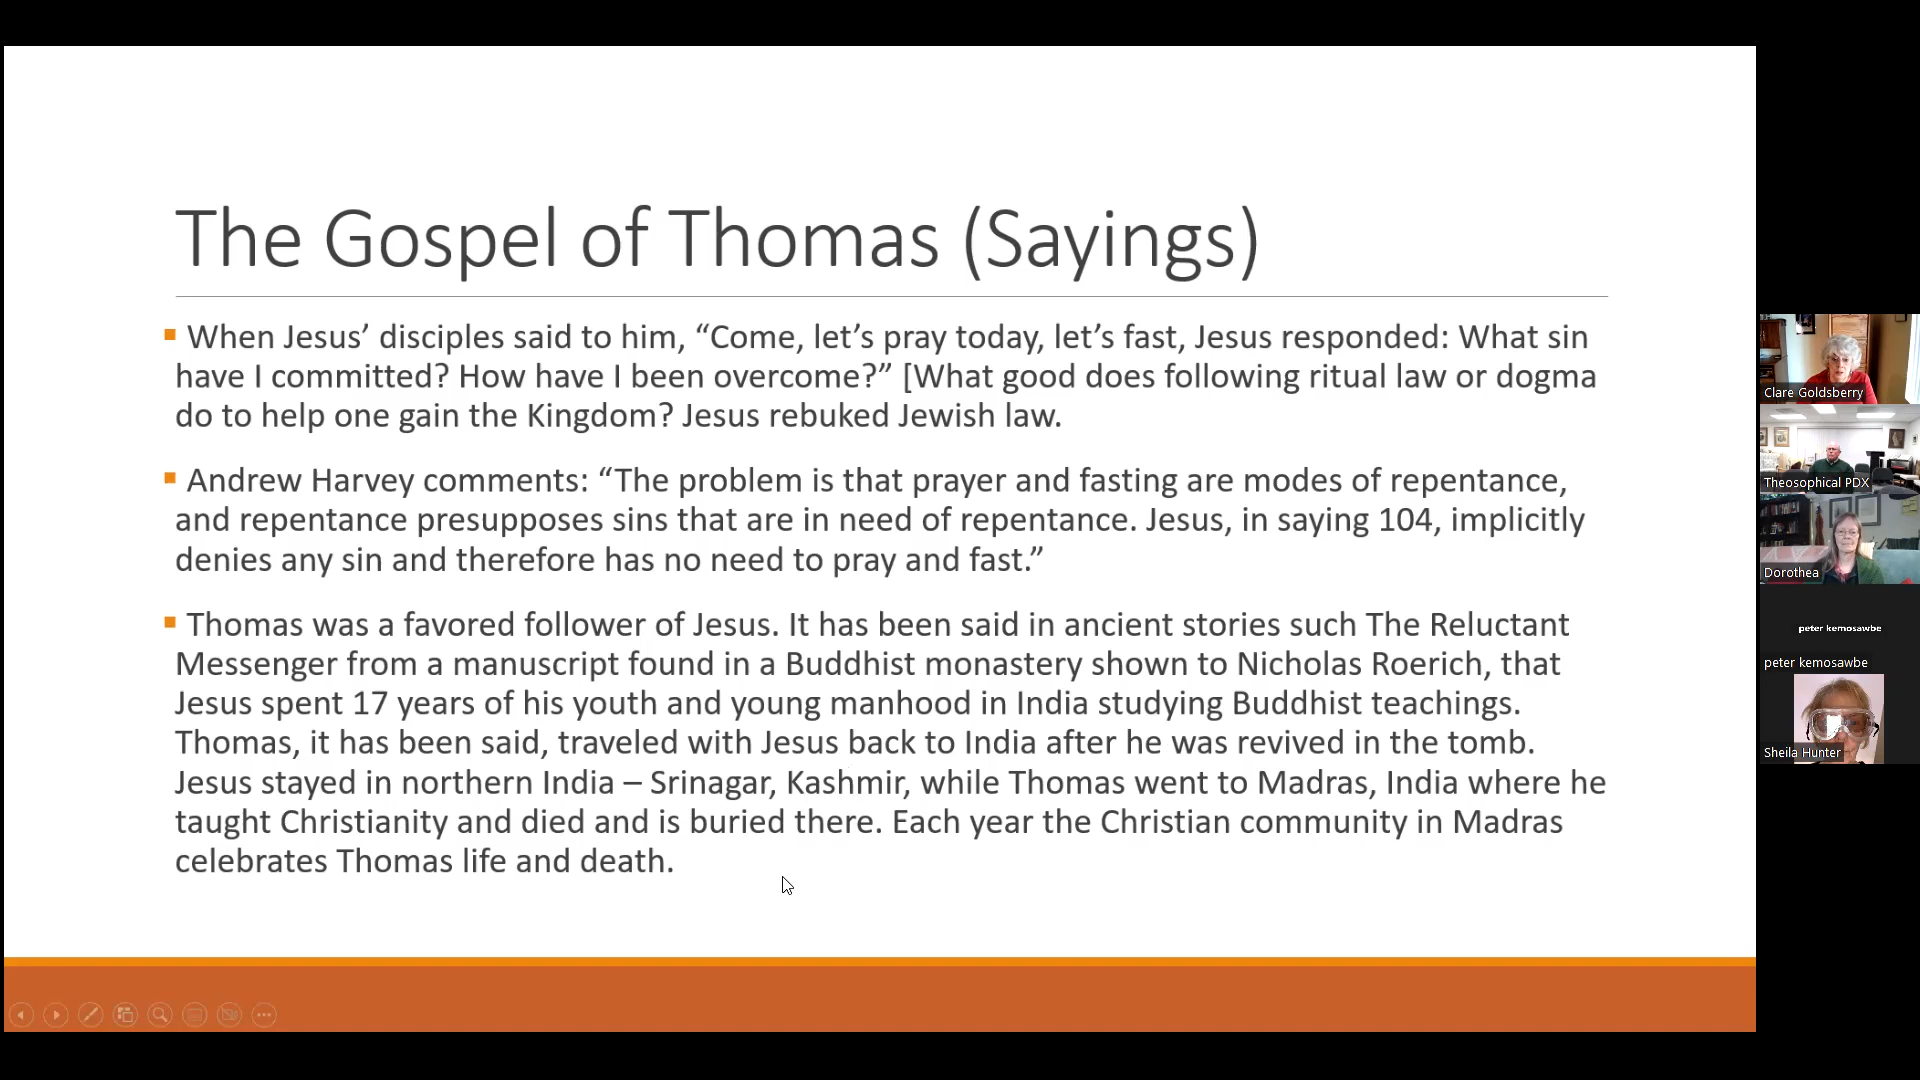 The Gospel of Thomas (Sayings)
When Jesus’ disciples said to him, “Come, let’s pray today, let’s fast, Jesus responded: What sin
have I committed? How have I been overcome?” [What good does following ritual law or dogma
do to help one gain the Kingdom? Jesus rebuked Jewish law.
Andrew Harvey comments: “The problem is that prayer and fasting are modes of repentance,
and repentance presupposes sins that are in need of repentance. Jesus, in saying 104, implicitly
denies any sin and therefore has no need to pray and fast.”
Thomas was a favored follower of Jesus. It has been said in ancient stories such The Reluctant
Messenger from a manuscript found in a Buddhist monastery shown to Nicholas Roerich, that
Jesus spent 17 years of his youth and young manhood in India studying Buddhist teachings.
Thomas, it has been said, traveled with Jesus back to India after he was revived in the tomb.
Jesus stayed in northern India – Srinagar, Kashmir, while Thomas went to Madras, India where he
taught Christianity and died and is buried there. Each year the Christian community in Madras
celebrates Thomas life and death.
Clare Goldsberry
Theosophical PDX
Dorothea
peter kemosawbe
peter kemosawbe
Sheila Hunter